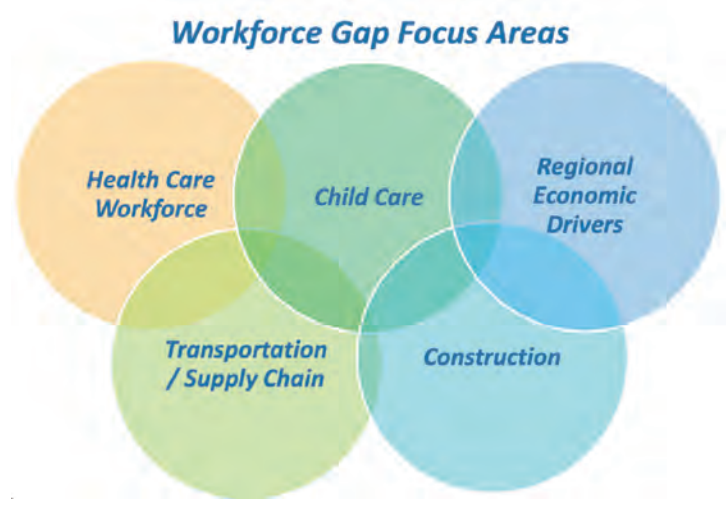 Workforce Gap Focus Areas
Health Care
Workforce
Child Care
Regional
Economic
Drivers
Transportation
/ Supply Chain
Construction